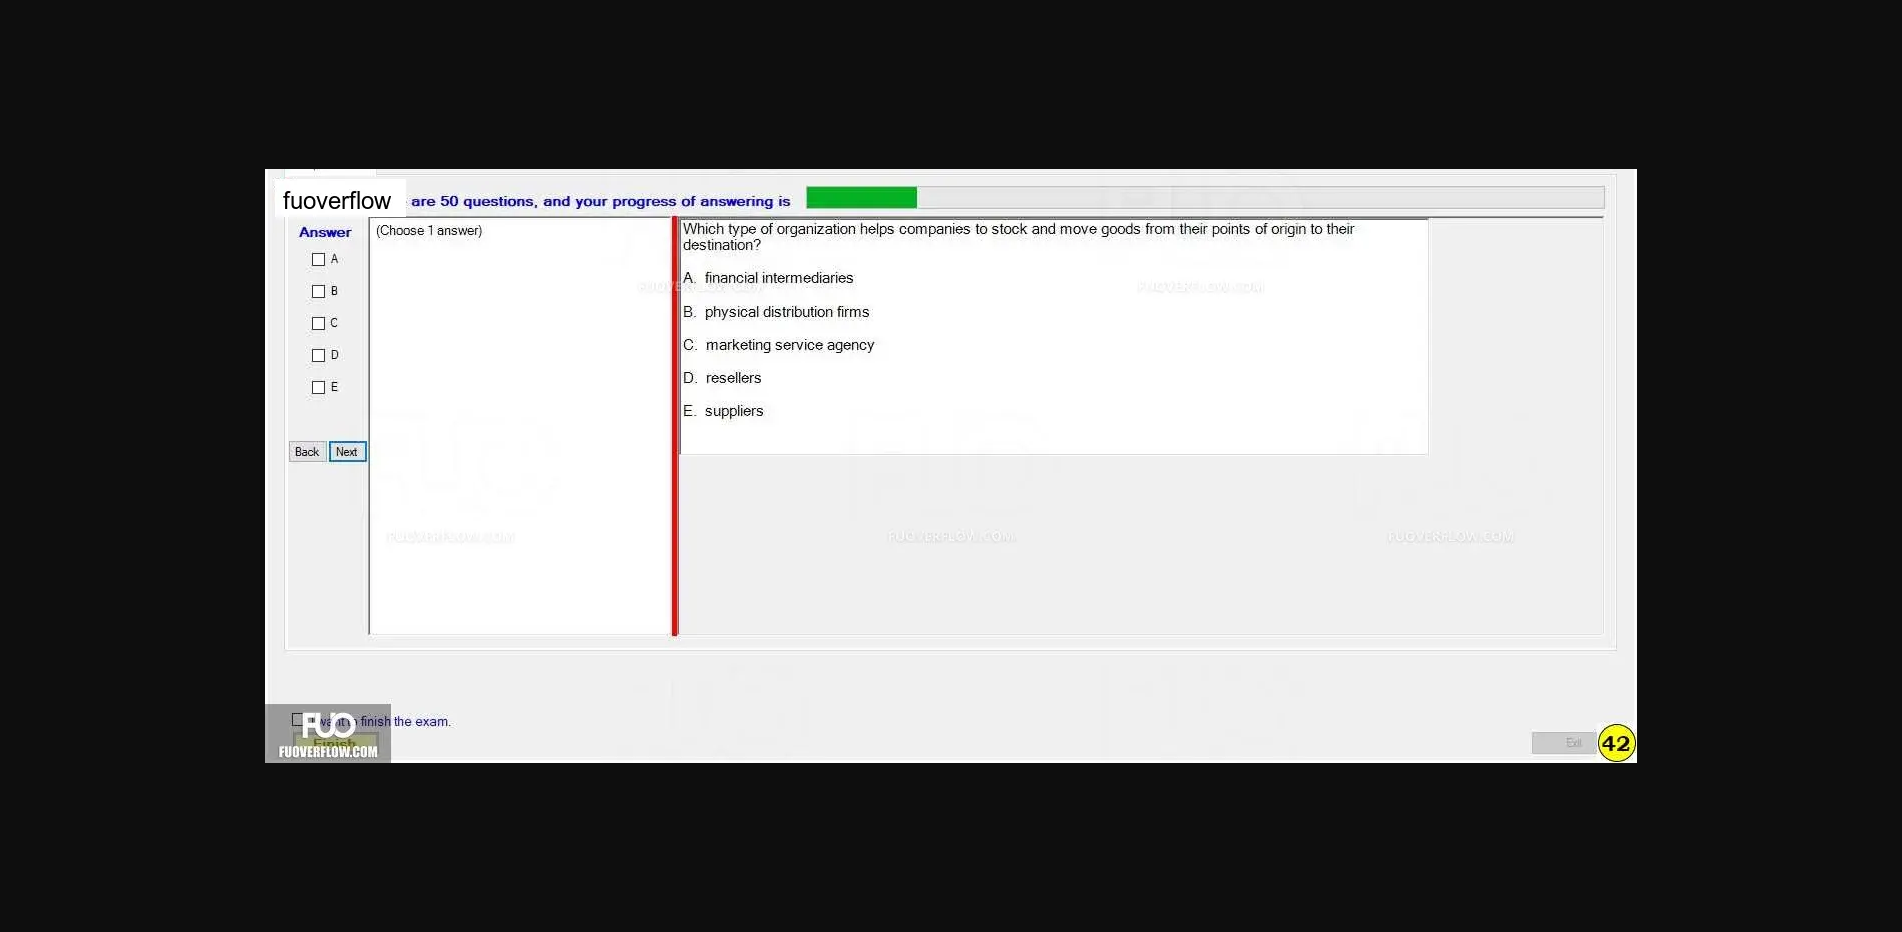 fuoverflow
are 50 questions, and your progress of answering is
Answer
(Choose 1 answer)
A
B
C
D
E
Back Next
Which type of organization helps companies to stock and move goods from their points of origin to their
destination?
A. financial intermediaries
B. physical distribution firms
C. marketing service agency
D. resellers
E. suppliers
FUOVERFLOW.COM
FUOVERFLOW.COM
FUOVERFLOW.COM
FUOVERFLOW.COM
FUOVERFLOW.COM
I want to finish the exam.
FUO
Finish
FUOVERFLOW.COM
Exit
42